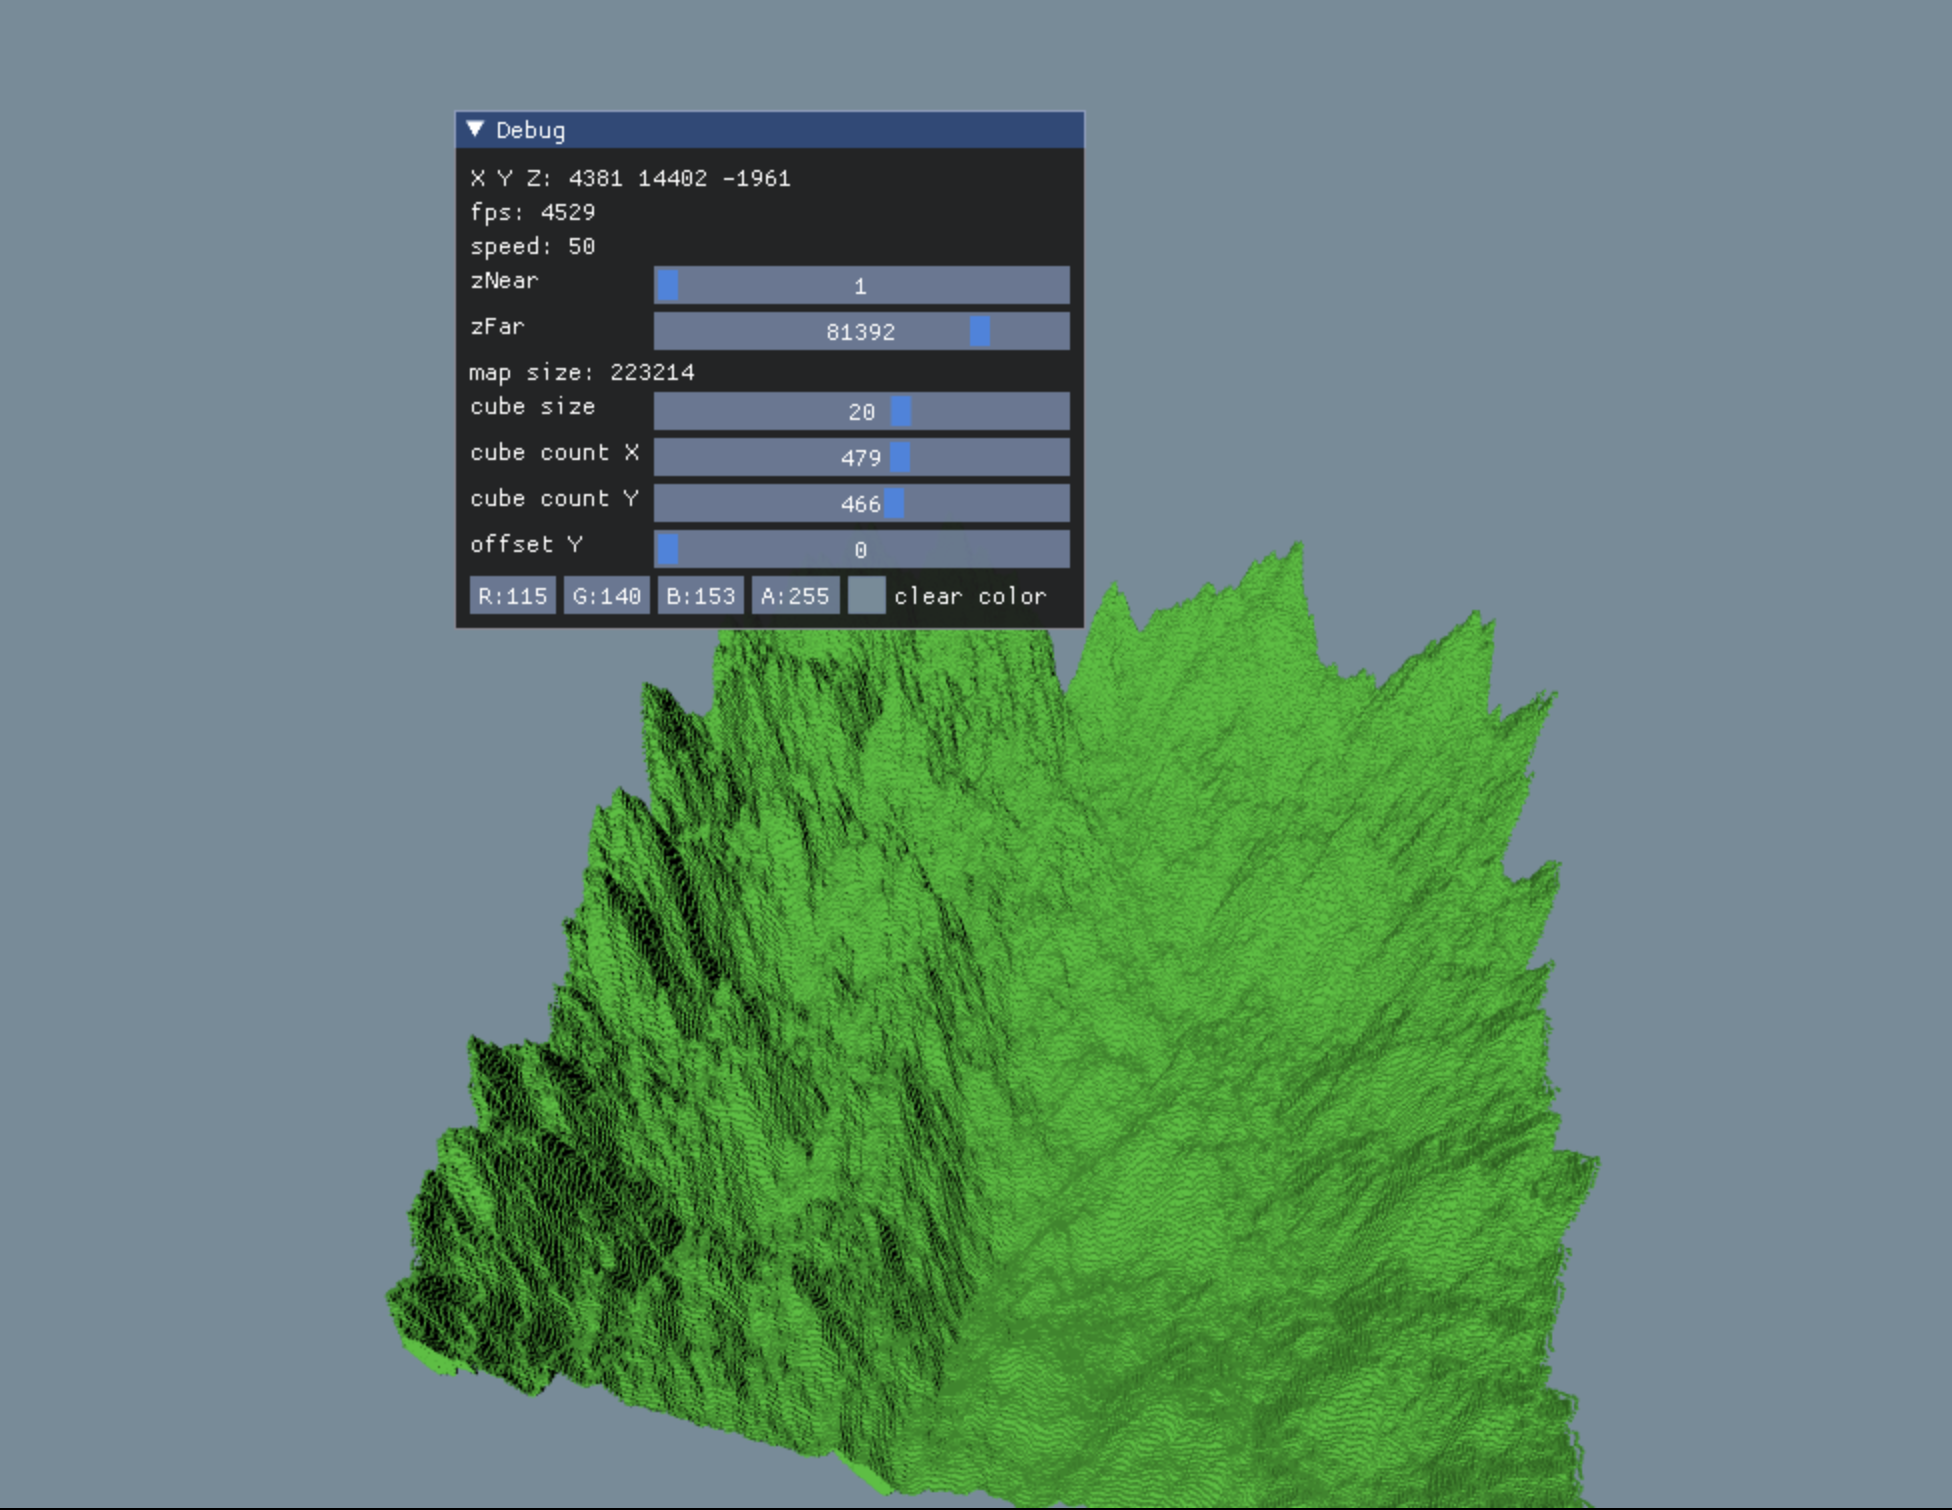 Debug
X Y Z: 4381 14402 -1961
fps: 4529
speed: 50
zNear 1
zFar 81392
map size: 223214
cube size 20
cube count X 479
cube count Y 466
offset Y 0
R:115 G:140 B:153 A:255 clear color